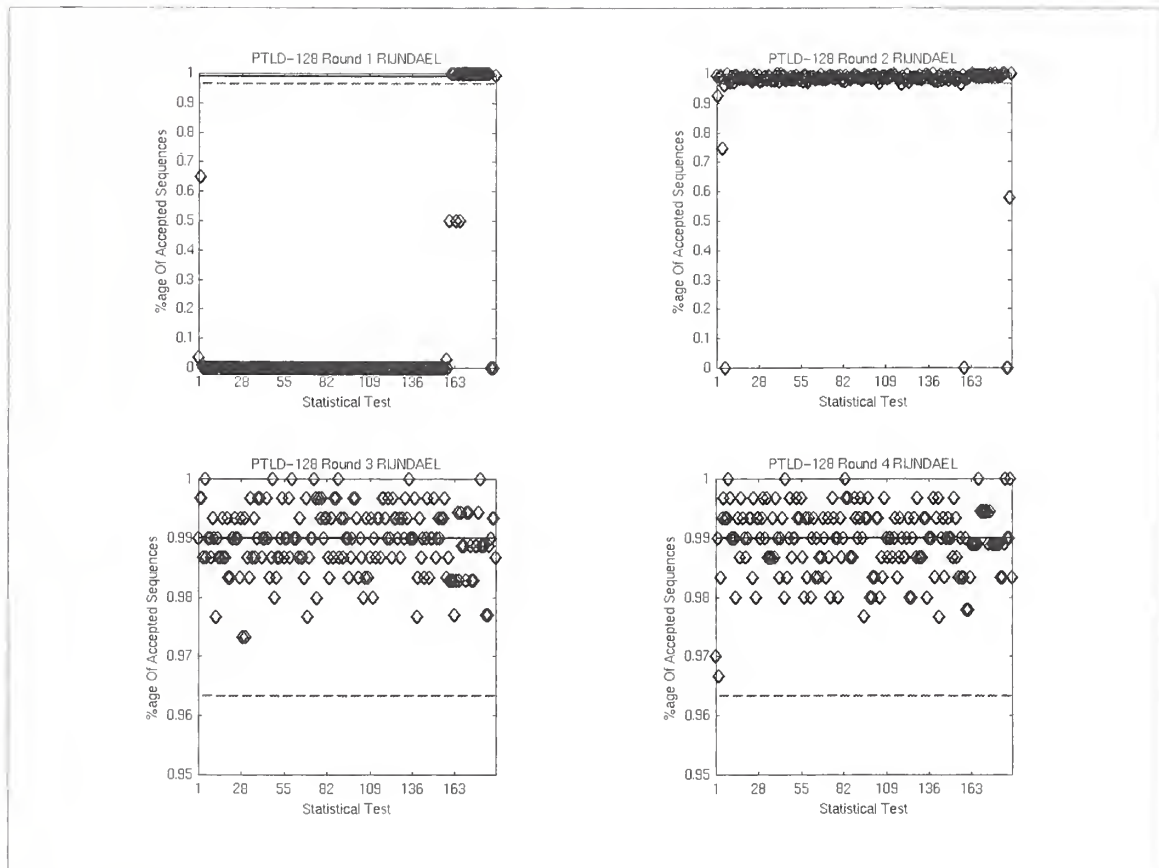 PTLD-128 Round 1 RIJNDAEL
1
0.9
0.8
0.7
0.6
0.5
0.4
0.3
0.2
0.1
0
%age Of Accepted Sequences
1 28 55 82 109 136 163
Statistical Test
PTLD-128 Round 2 RIJNDAEL
1
0.9
0.8
0.7
0.6
0.5
0.4
0.3
0.2
0.1
0
%age Of Accepted Sequences
1 28 55 82 109 136 163
Statistical Test
PTLD-128 Round 3 RIJNDAEL
1
0.99
0.98
0.97
0.96
0.95
%age Of Accepted Sequences
1 28 55 82 109 136 163
Statistical Test
PTLD-128 Round 4 RIJNDAEL
1
0.99
0.98
0.97
0.96
0.95
%age Of Accepted Sequences
1 28 55 82 109 136 163
Statistical Test